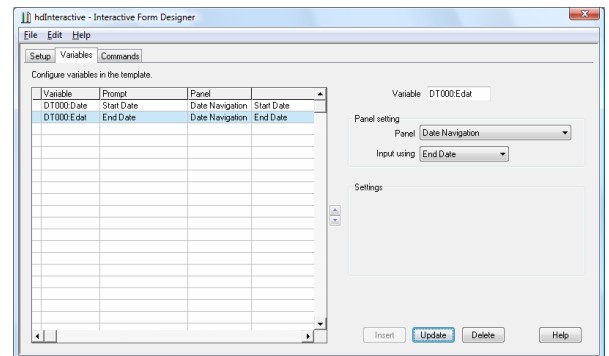 hdInteractive - Interactive Form Designer
File Edit Help
Setup Variables Commands
Configure variables in the template.
Variable Prompt Panel
DT000:Date Start Date Date Navigation Start Date
DT000:Edat End Date Date Navigation End Date
Variable DT000:Edat
Panel setting
Panel Date Navigation
Input using End Date
Settings
Insert Update Delete Help